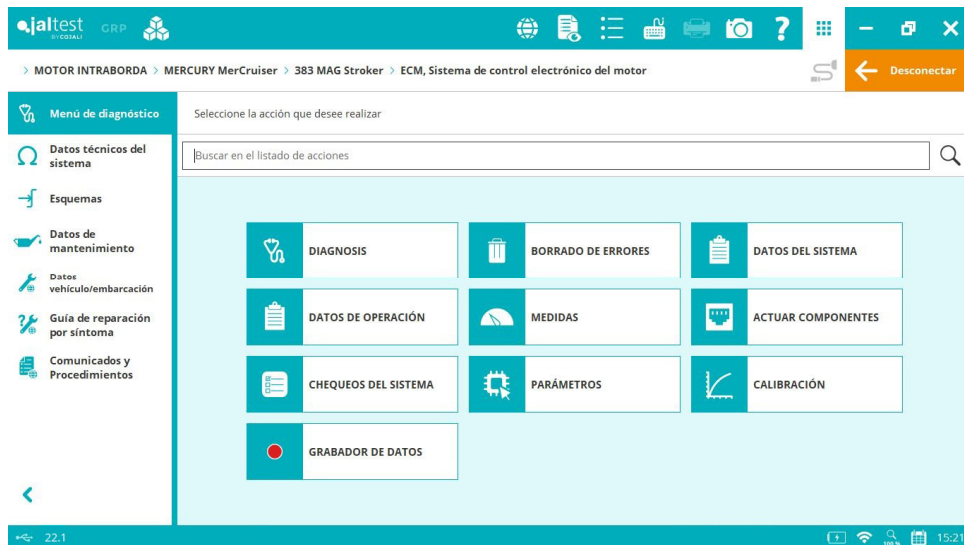 jaltest GRP
BY COJALI
> MOTOR INTRABORDA > MERCURY MerCruiser > 383 MAG Stroker > ECM, Sistema de control electrónico del motor
Desconectar
Menú de diagnóstico
Datos técnicos del
sistema
Esquemas
Datos de
mantenimiento
Datos
vehículo/embarcación
Guía de reparación
por síntoma
Comunicados y
Procedimientos
Seleccione la acción que desee realizar
Buscar en el listado de acciones
DIAGNOSIS
BORRADO DE ERRORES
DATOS DEL SISTEMA
DATOS DE OPERACIÓN
MEDIDAS
ACTUAR COMPONENTES
CHEQUEOS DEL SISTEMA
PARÁMETROS
CALIBRACIÓN
GRABADOR DE DATOS
22.1
100 %
15:21